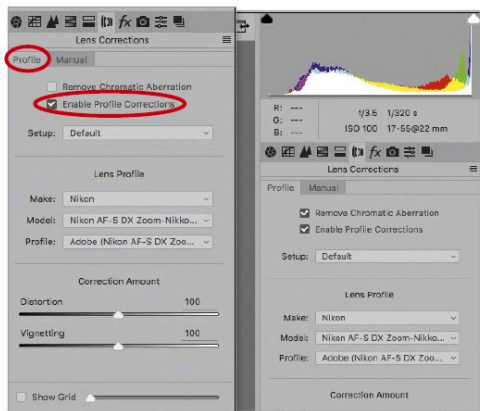 Lens Corrections
Profile Manual
Remove Chromatic Aberration
Enable Profile Corrections
Setup: Default
Lens Profile
Make: Nikon
Model: Nikon AF-S DX Zoom-Nikko...
Profile: Adobe (Nikon AF-S DX Zoo...
Correction Amount
Distortion 100
Vignetting 100
Show Grid
R: ---
G: ---
B: ---
f/3.5 1/320 s
ISO 100 17-55@22 mm
fx
Lens Corrections
Profile Manual
Remove Chromatic Aberration
Enable Profile Corrections
Setup: Default
Lens Profile
Make: Nikon
Model: Nikon AF-S DX Zoom-Nikko...
Profile: Adobe (Nikon AF-S DX Zoo...
Correction Amount